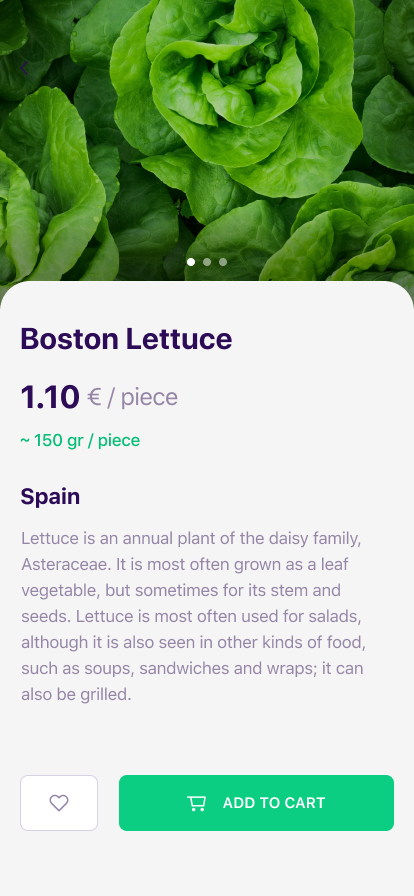 Boston Lettuce
1.10 € / piece
~ 150 gr / piece
Spain
Lettuce is an annual plant of the daisy family,
Asteraceae. It is most often grown as a leaf
vegetable, but sometimes for its stem and
seeds. Lettuce is most often used for salads,
although it is also seen in other kinds of food,
such as soups, sandwiches and wraps; it can
also be grilled.
ADD TO CART